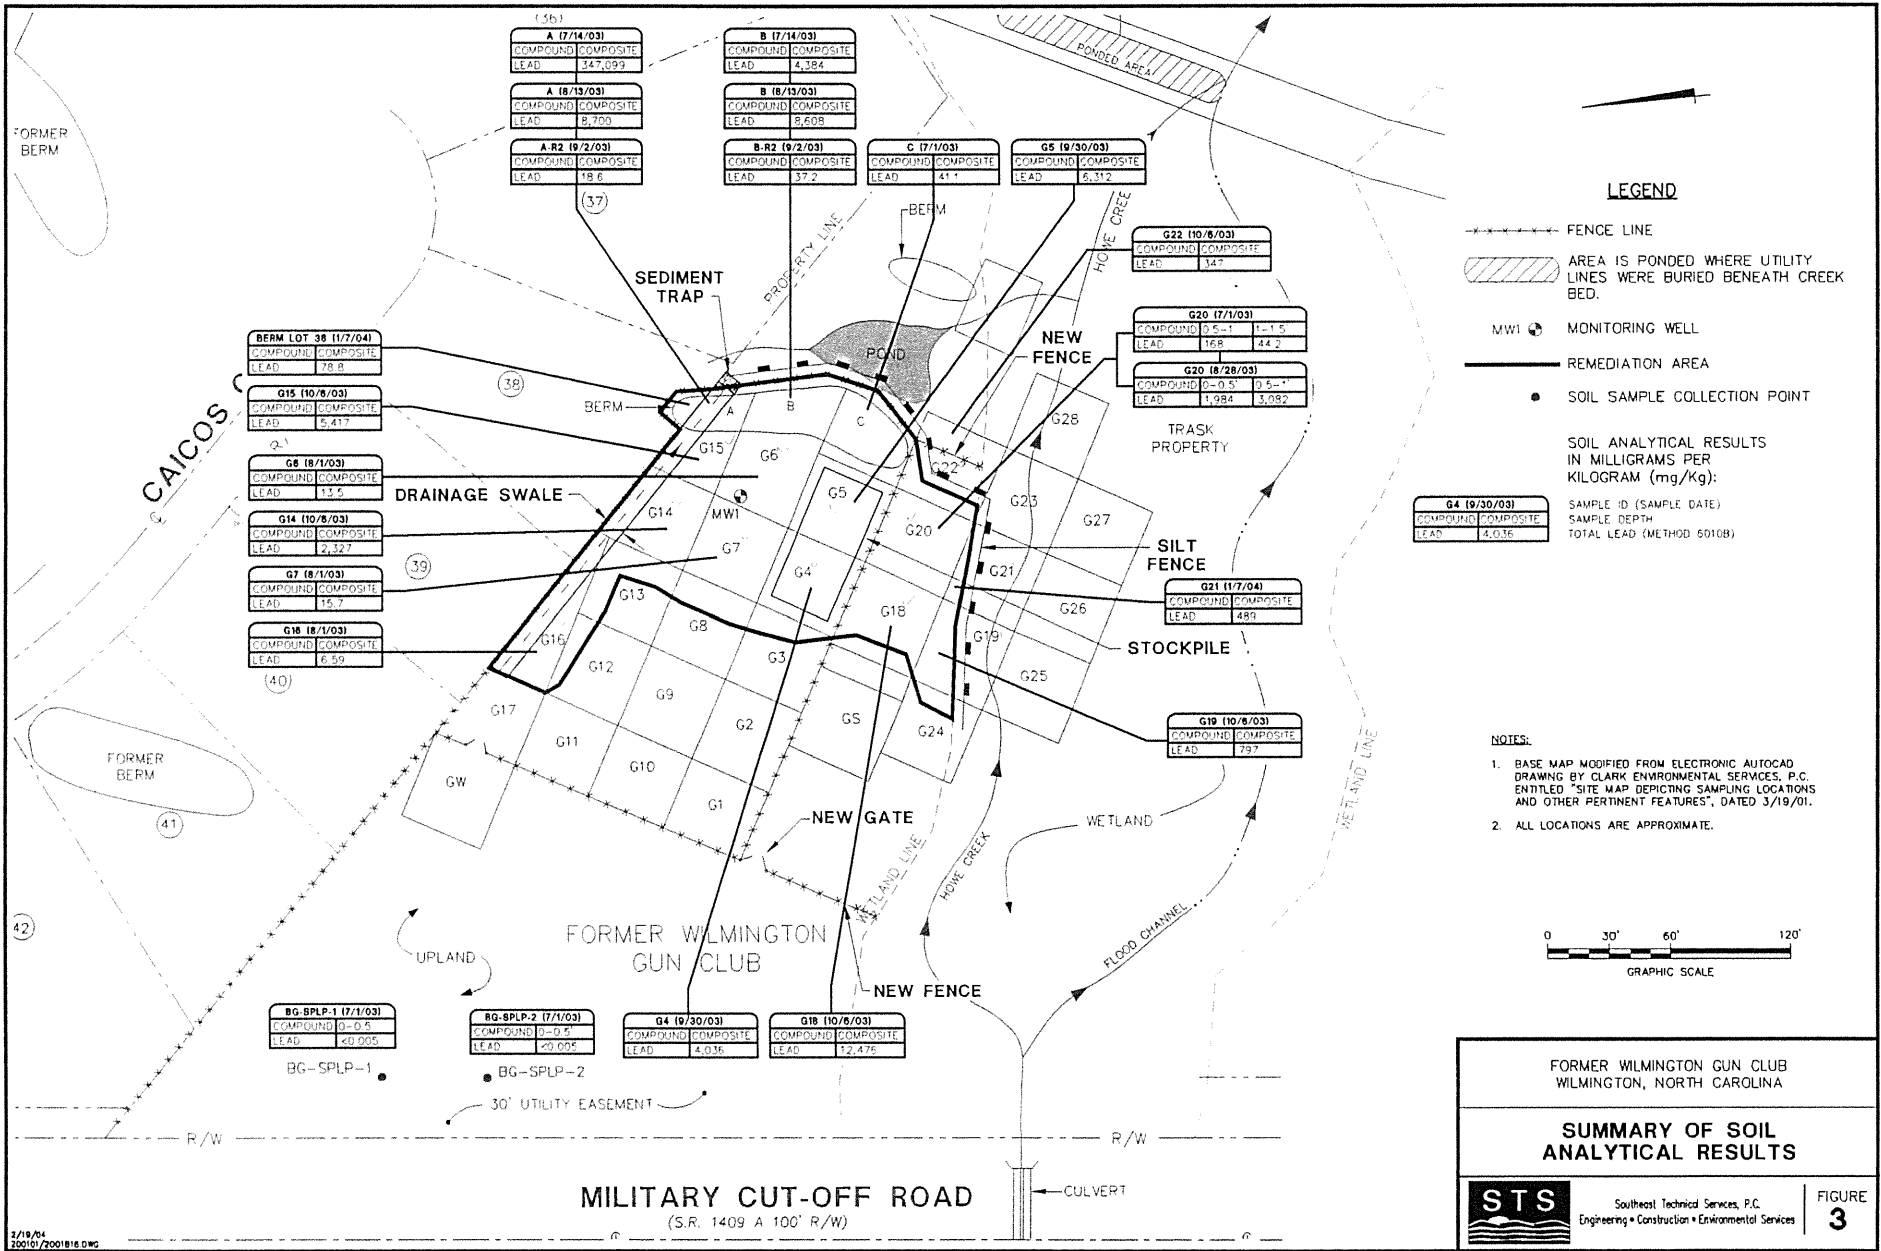 (36)
A (7/14/03)
COMPOUND COMPOSITE
LEAD 347,099
A (8/13/03)
COMPOUND COMPOSITE
LEAD 8,700
A-R2 (9/2/03)
COMPOUND COMPOSITE
LEAD 18.6
(37)
B (7/14/03)
COMPOUND COMPOSITE
LEAD 4,384
B (8/13/03)
COMPOUND COMPOSITE
LEAD 8,608
B-R2 (9/2/03)
COMPOUND COMPOSITE
LEAD 37.2
C (7/1/03)
COMPOUND COMPOSITE
LEAD 41.1
G5 (9/30/03)
COMPOUND COMPOSITE
LEAD 6,312
PONDED AREA
FORMER
BERM
BERM
HOWE CREE
PROPERTY LINE
SEDIMENT
TRAP
G22 (10/6/03)
COMPOUND COMPOSITE
LEAD 347
G20 (7/1/03)
COMPOUND 0.5-1 1-1.5
LEAD 168 44.2
G20 (8/28/03)
COMPOUND 0-0.5' 0.5-1'
LEAD 1,984 3,082
TRASK
PROPERTY
NEW
FENCE
POND
BERM LOT 38 (1/7/04)
COMPOUND COMPOSITE
LEAD 78.8
G15 (10/6/03)
COMPOUND COMPOSITE
LEAD 5,417
G6 (8/1/03)
COMPOUND COMPOSITE
LEAD 13.5
G14 (10/6/03)
COMPOUND COMPOSITE
LEAD 2,327
G7 (8/1/03)
COMPOUND COMPOSITE
LEAD 15.7
G16 (8/1/03)
COMPOUND COMPOSITE
LEAD 6.59
CAICOS C
38
39
(40)
41
42
BERM
DRAINAGE SWALE
A
B
C
G15
G6
G5
G22
G28
G23
G27
G14
MW1
G7
G20
G4
G21
G26
G13
G8
G18
G19
G16
G12
G3
G25
G9
G17
G2
GS
G24
G11
G10
GW
G1
SILT
FENCE
G21 (1/7/04)
COMPOUND COMPOSITE
LEAD 489
STOCKPILE
G19 (10/6/03)
COMPOUND COMPOSITE
LEAD 797
FORMER
BERM
NEW GATE
WETLAND
WETLAND LINE
WETLAND LINE
HOWE CREEK
FLOOD CHANNEL
UPLAND
FORMER WILMINGTON
GUN CLUB
NEW FENCE
BG-SPLP-1 (7/1/03)
COMPOUND 0-0.5
LEAD <0.005
BG-SPLP-1
BG-SPLP-2 (7/1/03)
COMPOUND 0-0.5'
LEAD <0.005
BG-SPLP-2
G4 (9/30/03)
COMPOUND COMPOSITE
LEAD 4,036
G18 (10/6/03)
COMPOUND COMPOSITE
LEAD 12,476
30' UTILITY EASEMENT
R/W
R/W
CULVERT
MILITARY CUT-OFF ROAD
(S.R. 1409 A 100' R/W)
2/19/04
200101/2001B16.DWG
LEGEND
FENCE LINE
AREA IS PONDED WHERE UTILITY
LINES WERE BURIED BENEATH CREEK
BED.
MW1 MONITORING WELL
REMEDIATION AREA
SOIL SAMPLE COLLECTION POINT
SOIL ANALYTICAL RESULTS
IN MILLIGRAMS PER
KILOGRAM (mg/Kg):
G4 (9/30/03)
COMPOUND COMPOSITE
LEAD 4,036
SAMPLE ID (SAMPLE DATE)
SAMPLE DEPTH
TOTAL LEAD (METHOD 6010B)
NOTES:
1. BASE MAP MODIFIED FROM ELECTRONIC AUTOCAD
DRAWNG BY CLARK ENVIRONMENTAL SERVICES, P.C.
ENTITLED "SITE MAP DEPICTING SAMPLING LOCATIONS
AND OTHER PERTINENT FEATURES", DATED 3/19/01.
2. ALL LOCATIONS ARE APPROXIMATE.
0 30' 60' 120'
GRAPHIC SCALE
FORMER WILMINGTON GUN CLUB
WILMINGTON, NORTH CAROLINA
SUMMARY OF SOIL
ANALYTICAL RESULTS
STS
Southeast Technical Services, P.C.
Engineering • Construction • Environmental Services
FIGURE
3